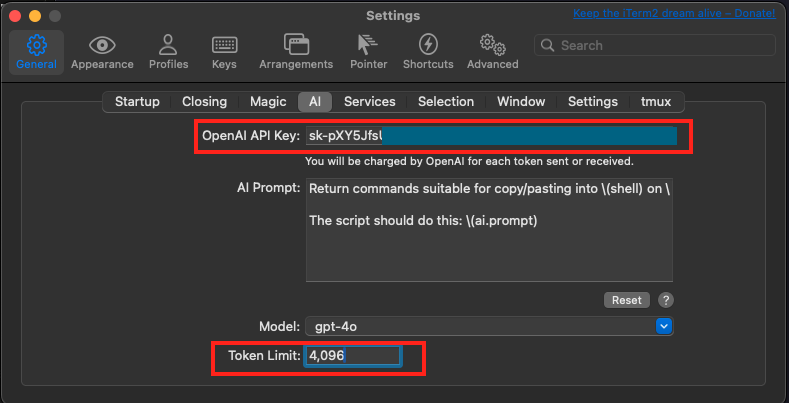 Settings
Keep the iTerm2 dream alive – Donate!
General Appearance Profiles Keys Arrangements Pointer Shortcuts Advanced Search
Startup Closing Magic AI Services Selection Window Settings tmux
OpenAI API Key: sk-pXY5Jfs
You will be charged by OpenAI for each token sent or received.
AI Prompt: Return commands suitable for copy/pasting into \(shell) on \
The script should do this: \(ai.prompt)
Reset ?
Model: gpt-4o
Token Limit: 4,096